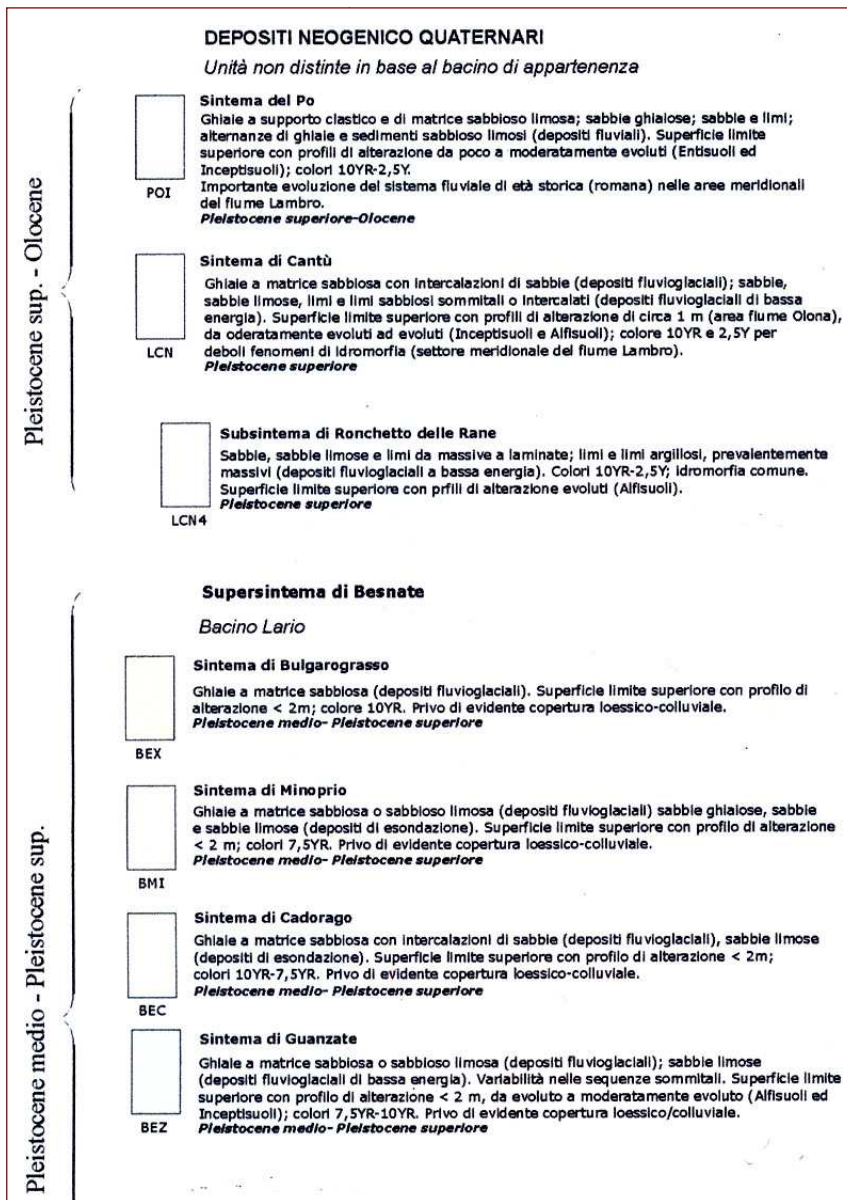 DEPOSITI NEOGENICO QUATERNARI
Unità non distinte in base al bacino di appartenenza
Pleistocene sup. - Olocene
Sintema del Po
Ghiaie a supporto clastico e di matrice sabbioso limosa; sabbie ghiaiose; sabbie e limi;
alternanze di ghiaie e sedimenti sabbioso limosi (depositi fluviali). Superficie limite
superiore con profili di alterazione da poco a moderatamente evoluti (Entisuoli ed
Inceptisuoli); colori 10YR-2,5Y.
Importante evoluzione del sistema fluviale di età storica (romana) nelle aree meridionali
del fiume Lambro.
Pleistocene superiore-Olocene
POI
Sintema di Cantù
Ghiaie a matrice sabbiosa con intercalazioni di sabbie (depositi fluvioglaciali); sabbie,
sabbie limose, limi e limi sabbiosi sommitali o intercalati (depositi fluvioglaciali di bassa
energia). Superficie limite superiore con profili di alterazione di circa 1 m (area fiume Olona),
da oderatamente evoluti ad evoluti (Inceptisuoli e Alfisuoli); colore 10YR e 2,5Y per
deboli fenomeni di idromorfia (settore meridionale del fiume Lambro).
Pleistocene superiore
LCN
Subsintema di Ronchetto delle Rane
Sabbie, sabbie limose e limi da massive a laminate; limi e limi argillosi, prevalentemente
massivi (depositi fluvioglaciali a bassa energia). Colori 10YR-2,5Y; idromorfia comune.
Superficie limite superiore con prfili di alterazione evoluti (Alfisuoli).
Pleistocene superiore
LCN4
Pleistocene medio - Pleistocene sup.
Supersintema di Besnate
Bacino Lario
Sintema di Bulgarograsso
Ghiaie a matrice sabbiosa (depositi fluvioglaciali). Superficie limite superiore con profilo di
alterazione < 2m; colore 10YR. Privo di evidente copertura loessico-colluviale.
Pleistocene medio- Pleistocene superiore
BEX
Sintema di Minoprio
Ghiaie a matrice sabbiosa o sabbioso limosa (depositi fluvioglaciali) sabbie ghiaiose, sabbie
e sabbie limose (depositi di esondazione). Superficie limite superiore con profilo di alterazione
< 2 m; colori 7,5YR. Privo di evidente copertura loessico-colluviale.
Pleistocene medio- Pleistocene superiore
BMI
Sintema di Cadorago
Ghiaie a matrice sabbiosa con intercalazioni di sabbie (depositi fluvioglaciali), sabbie limose
(depositi di esondazione). Superficie limite superiore con profilo di alterazione < 2m;
colori 10YR-7,5YR. Privo di evidente copertura loessico-colluviale.
Pleistocene medio- Pleistocene superiore
BEC
Sintema di Guanzate
Ghiaie a matrice sabbiosa o sabbioso limosa (depositi fluvioglaciali); sabbie limose
(depositi fluvioglaciali di bassa energia). Variabilità nelle sequenze sommitali. Superficie limite
superiore con profilo di alterazione < 2 m, da evoluto a moderatamente evoluto (Alfisuoli ed
Inceptisuoli); colori 7,5YR-10YR. Privo di evidente copertura loessico/colluviale.
Pleistocene medio- Pleistocene superiore
BEZ